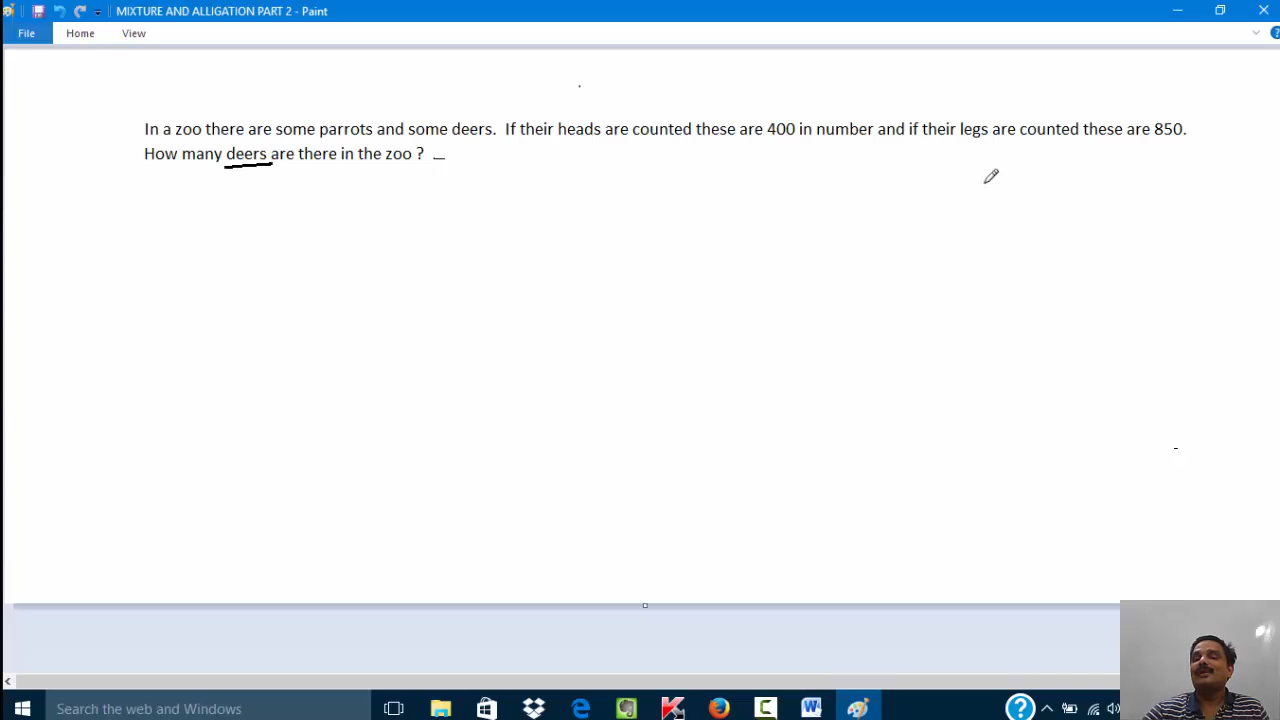 MIXTURE AND ALLIGATION PART 2 - Paint
File Home View
In a zoo there are some parrots and some deers. If their heads are counted these are 400 in number and if their legs are counted these are 850.
How many deers are there in the zoo ?
Search the web and Windows